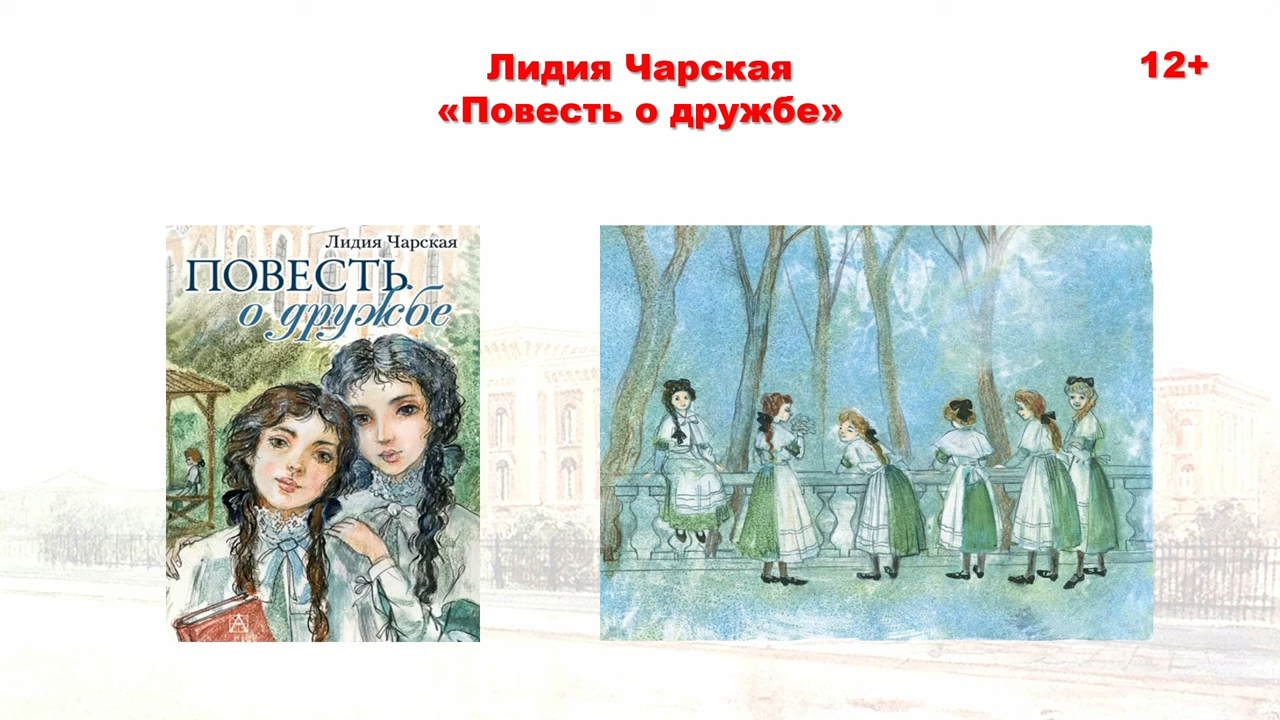 Лидия Чарская
«Повесть о дружбе»
12+
Лидия Чарская
ПОВЕСТЬ
о дружбе